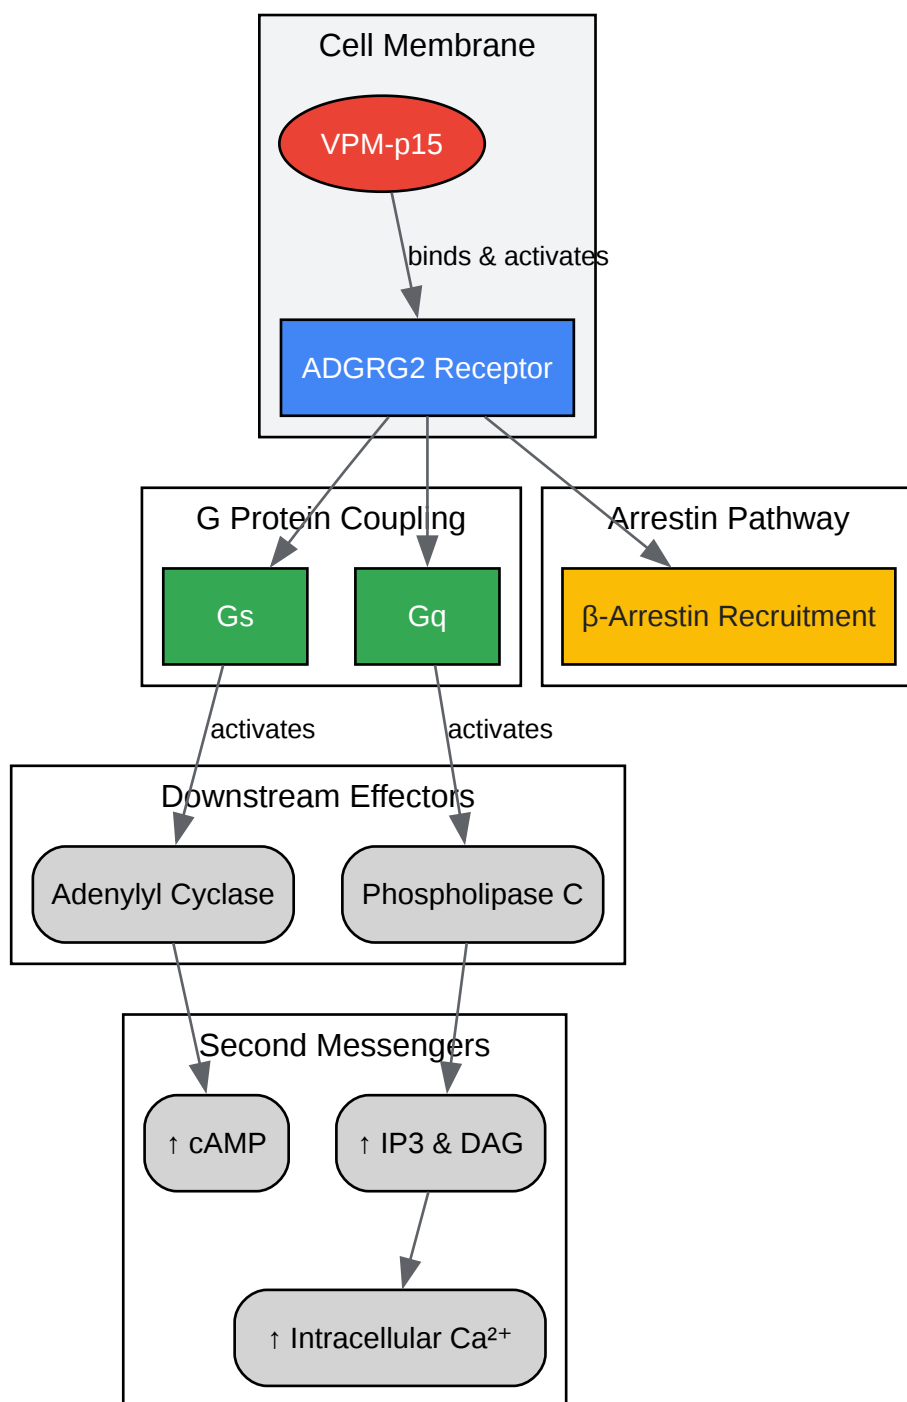 Cell Membrane
VPM-p15
binds & activates
ADGRG2 Receptor
G Protein Coupling
Arrestin Pathway
Gs
Gq
β-Arrestin Recruitment
activates
activates
Downstream Effectors
Adenylyl Cyclase
Phospholipase C
Second Messengers
↑ cAMP
↑ IP3 & DAG
↑ Intracellular Ca²⁺